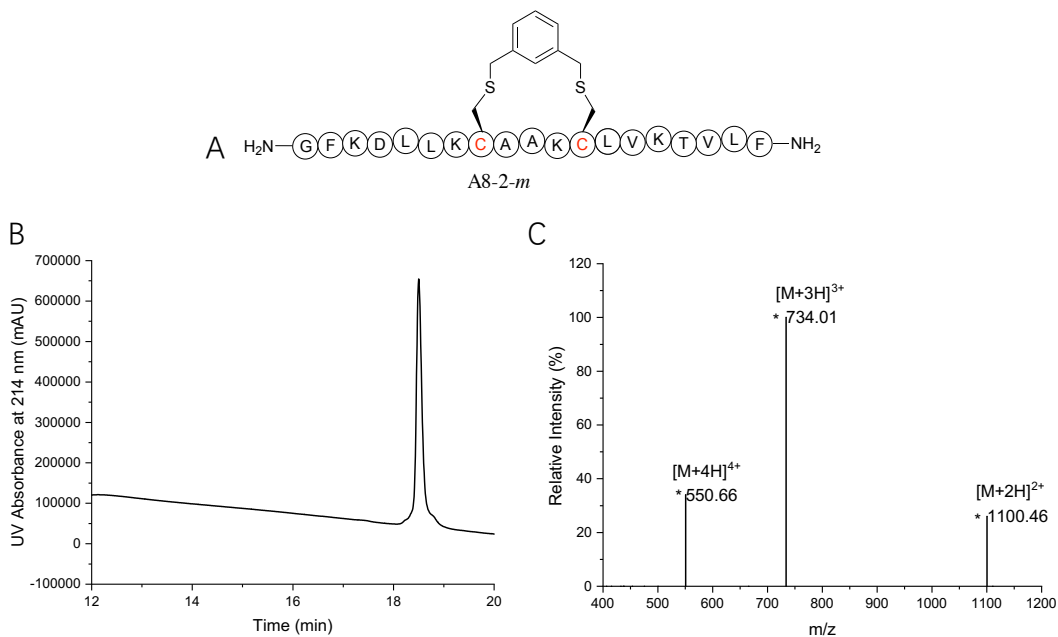 S S
A H₂N G F K D L L K C A A K C L V K T V L F NH₂
A8-2-m
B
700000
600000
500000
400000
300000
200000
100000
0
-100000
UV Absorbance at 214 nm (mAU)
12 14 16 18 20
Time (min)
C
120
100
80
60
40
20
0
Relative Intensity (%)
[M+3H]³⁺
* 734.01
[M+4H]⁴⁺
* 550.66
[M+2H]²⁺
* 1100.46
400 500 600 700 800 900 1000 1100 1200
m/z